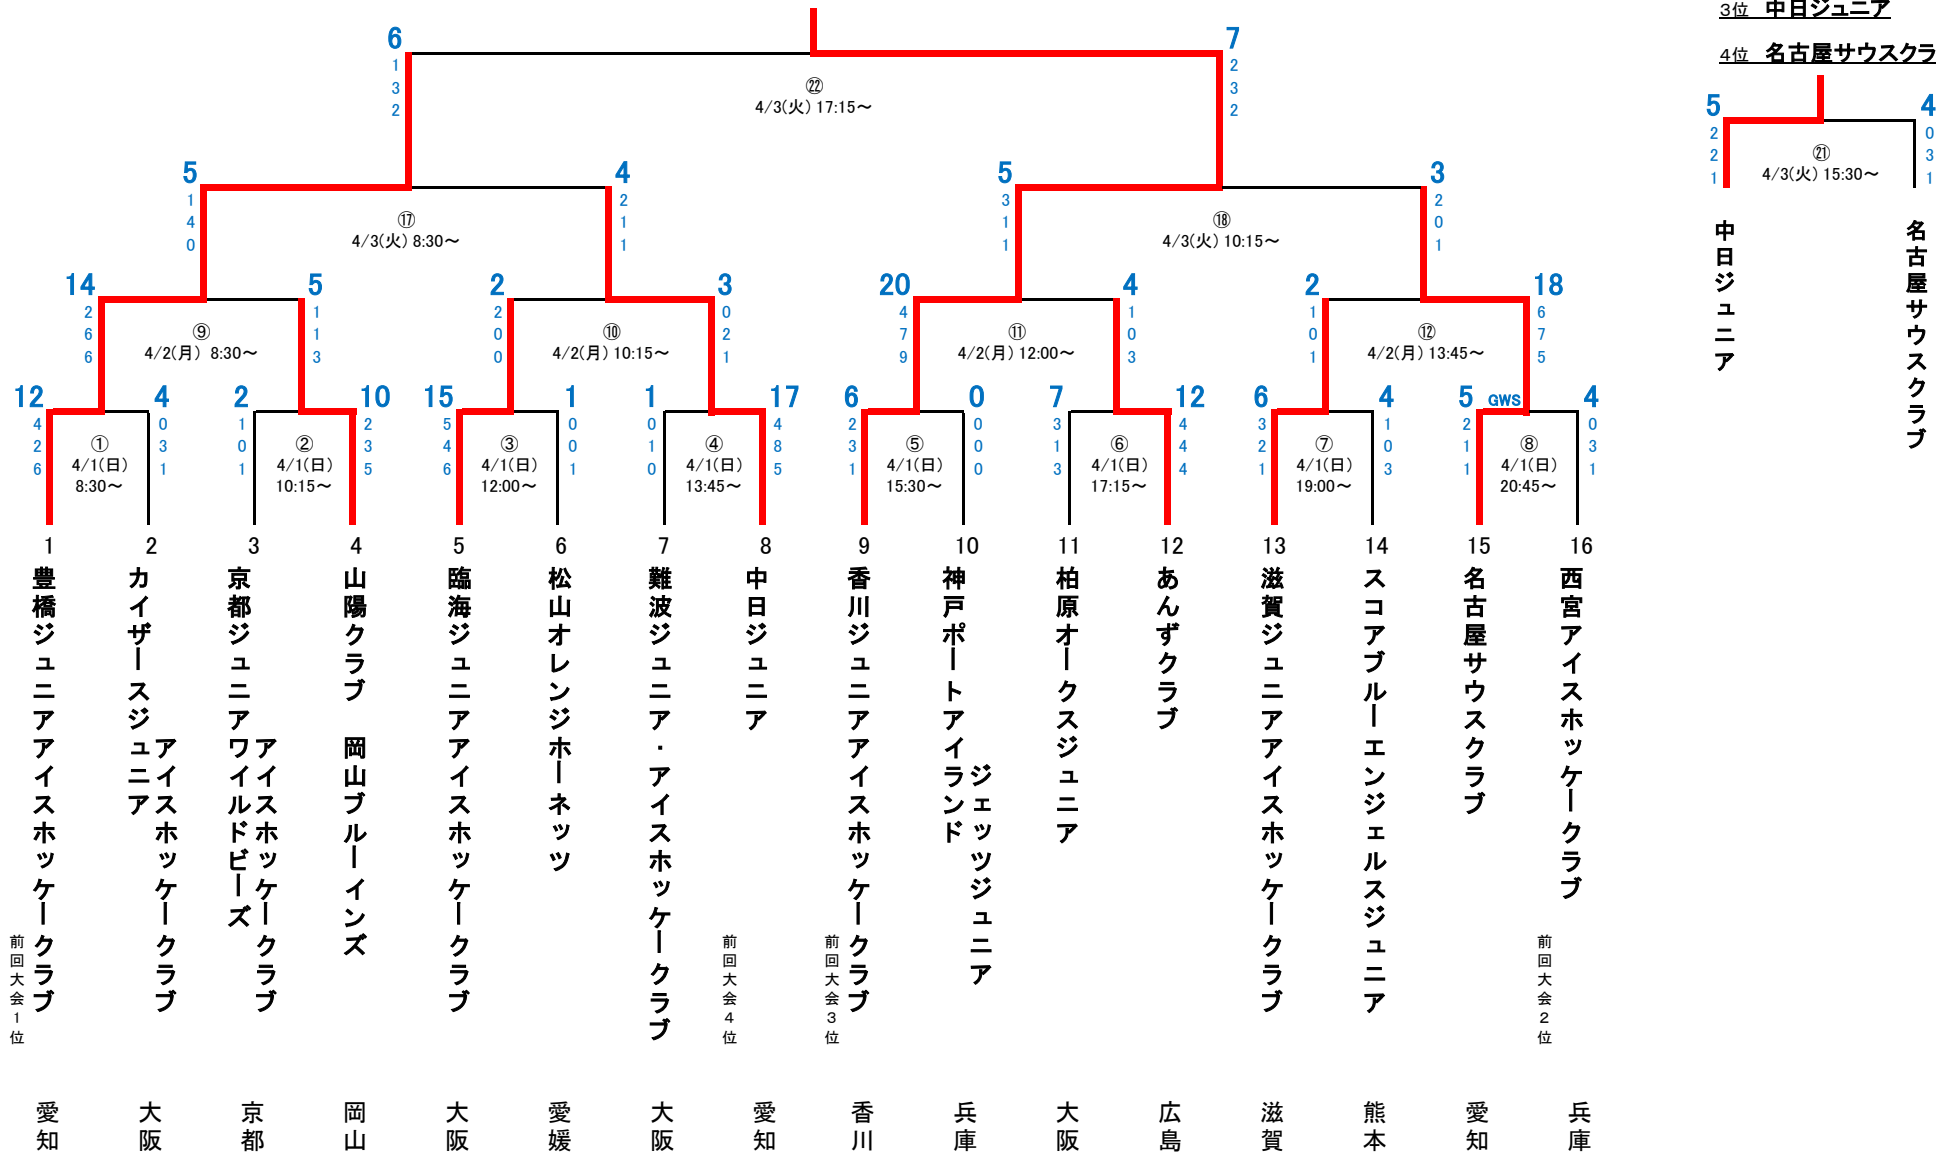 3位 中日ジュニア
4位 名古屋サウスクラ
6 7
1 2
3 3
2 2
㉒
4/3(火) 17:15～
5 4
2 0
2 3
1 1
㉑
4/3(火) 15:30～
中日ジュニア
名古屋サウスクラブ
5 4 5 3
1 2 3 2
4 1 1 0
0 1 1 1
⑰ ⑱
4/3(火) 8:30～ 4/3(火) 10:15～
14 5 2 3 20 4 2 18
2 1 2 0 4 1 1 6
6 1 0 2 7 0 0 7
6 3 0 1 9 3 1 5
⑨ ⑩ ⑪ ⑫
4/2(月) 8:30～ 4/2(月) 10:15～ 4/2(月) 12:00～ 4/2(月) 13:45～
12 4 2 10 15 1 1 17 6 0 7 12 6 4 5 GWS 4
4 0 1 2 5 0 0 4 2 0 3 4 3 1 2 0
2 3 0 3 4 0 1 8 3 0 1 4 2 0 1 3
6 1 1 5 6 1 0 5 1 0 3 4 1 3 1 1
① ② ③ ④ ⑤ ⑥ ⑦ ⑧
4/1(日) 4/1(日) 4/1(日) 4/1(日) 4/1(日) 4/1(日) 4/1(日) 4/1(日)
8:30～ 10:15～ 12:00～ 13:45～ 15:30～ 17:15～ 19:00～ 20:45～
1 2 3 4 5 6 7 8 9 10 11 12 13 14 15 16
豊橋ジュニアアイスホッケークラブ
前回大会1位
カイザースジュニア
アイスホッケークラブ
京都ジュニアワイルドビーズ
アイスホッケークラブ
山陽クラブ 岡山ブルーインズ
臨海ジュニアアイスホッケークラブ
松山オレンジホーネッツ
難波ジュニア・アイスホッケークラブ
中日ジュニア
前回大会4位
香川ジュニアアイスホッケークラブ
前回大会3位
神戸ポートアイランド
ジェッツジュニア
柏原オークスジュニア
あんずクラブ
滋賀ジュニアアイスホッケークラブ
スコアブルーエンジェルスジュニア
名古屋サウスクラブ
西宮アイスホッケークラブ
前回大会2位
愛知 大阪 京都 岡山 大阪 愛媛 大阪 愛知 香川 兵庫 大阪 広島 滋賀 熊本 愛知 兵庫